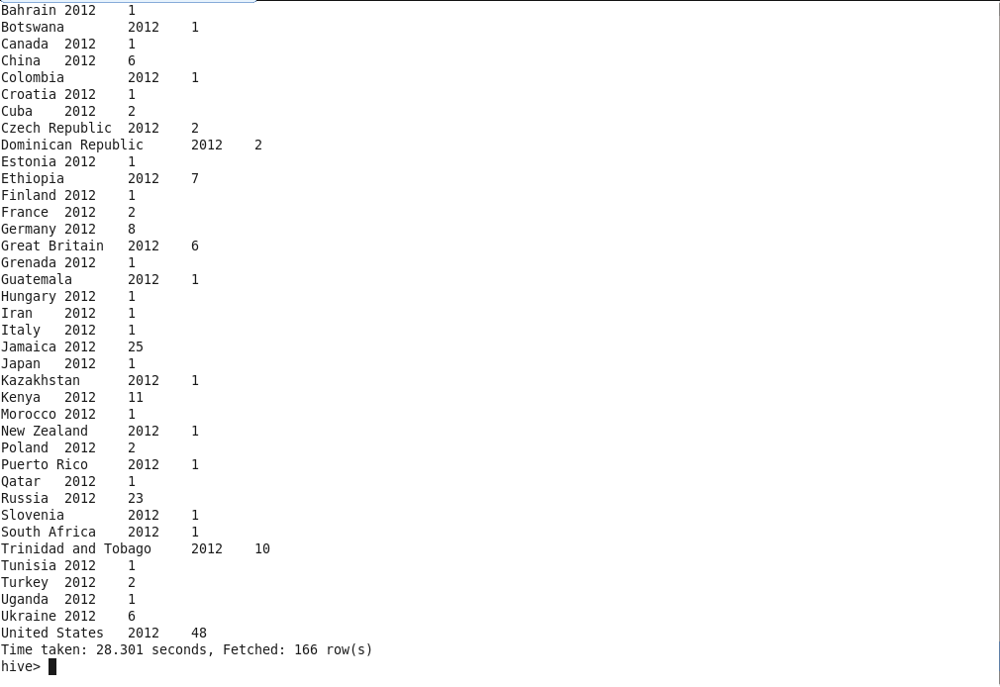 Bahrain 2012    1
Botswana        2012    1
Canada  2012    1
China   2012    6
Colombia        2012    1
Croatia 2012    1
Cuba    2012    2
Czech Republic  2012    2
Dominican Republic      2012    2
Estonia 2012    1
Ethiopia        2012    7
Finland 2012    1
France  2012    2
Germany 2012    8
Great Britain   2012    6
Grenada 2012    1
Guatemala       2012    1
Hungary 2012    1
Iran    2012    1
Italy   2012    1
Jamaica 2012    25
Japan   2012    1
Kazakhstan      2012    1
Kenya   2012    11
Morocco 2012    1
New Zealand     2012    1
Poland  2012    2
Puerto Rico     2012    1
Qatar   2012    1
Russia  2012    23
Slovenia        2012    1
South Africa    2012    1
Trinidad and Tobago     2012    10
Tunisia 2012    1
Turkey  2012    2
Uganda  2012    1
Ukraine 2012    6
United States   2012    48
Time taken: 28.301 seconds, Fetched: 166 row(s)
hive>